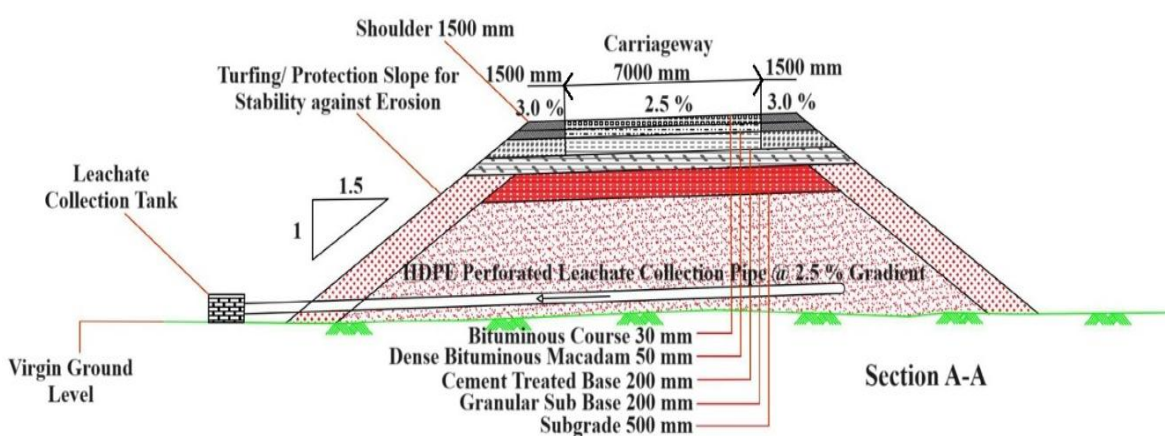 Shoulder 1500 mm
Carriageway
1500 mm 7000 mm 1500 mm
Turfing/ Protection Slope for
Stability against Erosion
3.0 % 2.5 % 3.0 %
Leachate
Collection Tank
1.5
1
HDPE Perforated Leachate Collection Pipe @ 2.5 % Gradient
Bituminous Course 30 mm
Dense Bituminous Macadam 50 mm
Cement Treated Base 200 mm
Granular Sub Base 200 mm
Subgrade 500 mm
Virgin Ground
Level
Section A-A